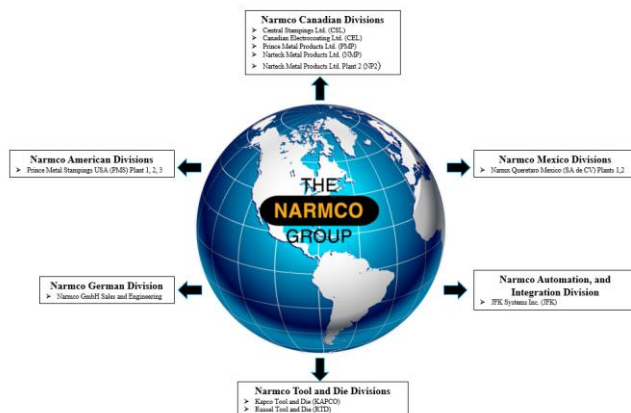 Narmco Canadian Divisions
Central Stampings Ltd. (CSL)
Canadian Electrocoating Ltd. (CEL)
Prince Metal Products Ltd. (PMP)
Nartech Metal Products Ltd. (NMP)
Nartech Metal Products Ltd. Plant 2 (NP2)
Narmco American Divisions
Prince Metal Stampings USA (PMS) Plant 1, 2, 3
Narmco Mexico Divisions
Narmx Queretaro Mexico (SA de CV) Plants 1,2
THE
NARMCO
GROUP
Narmco German Division
Narmco GmbH Sales and Engineering
Narmco Automation, and
Integration Division
JFK Systems Inc. (JFK)
Narmco Tool and Die Divisions
Kapco Tool and Die (KAPCO)
Russel Tool and Die (RTD)